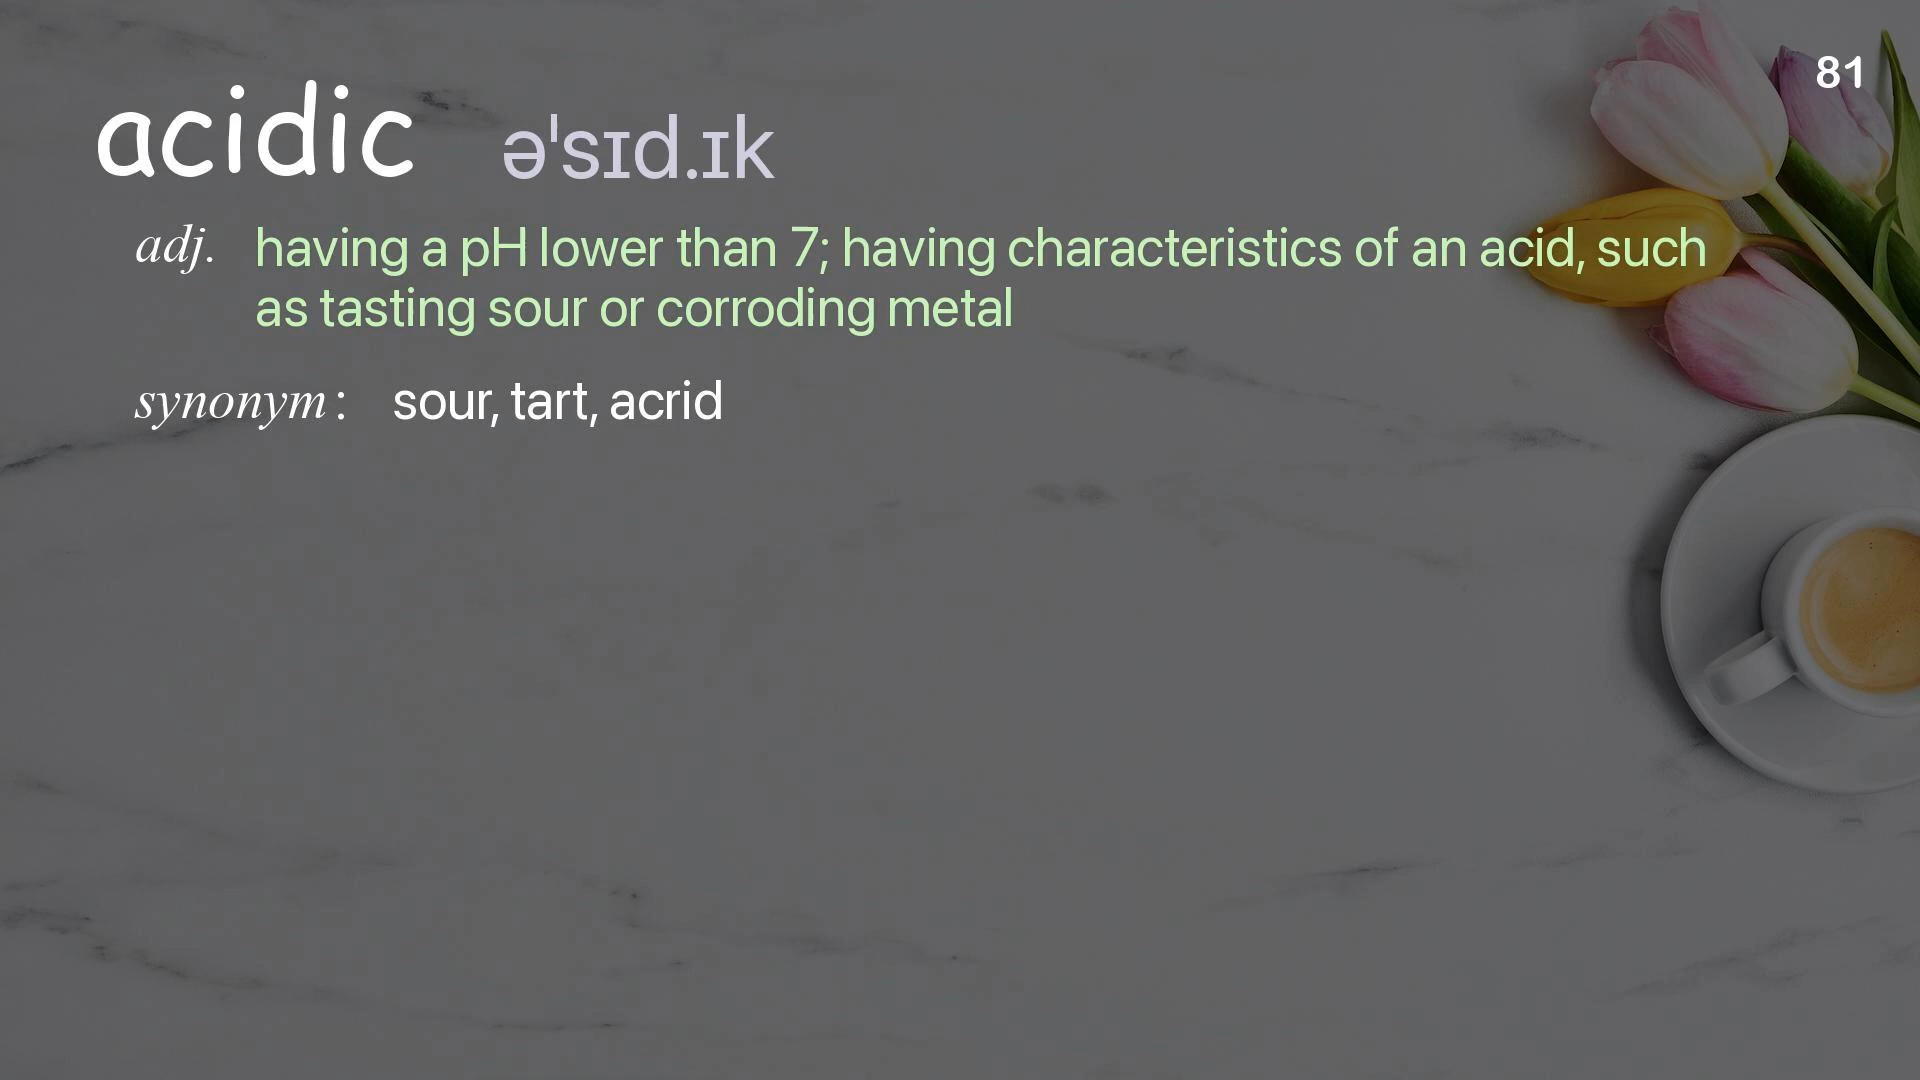 81
acidic əˈsɪd.ɪk
adj. having a pH lower than 7; having characteristics of an acid, such
as tasting sour or corroding metal
synonym : sour, tart, acrid